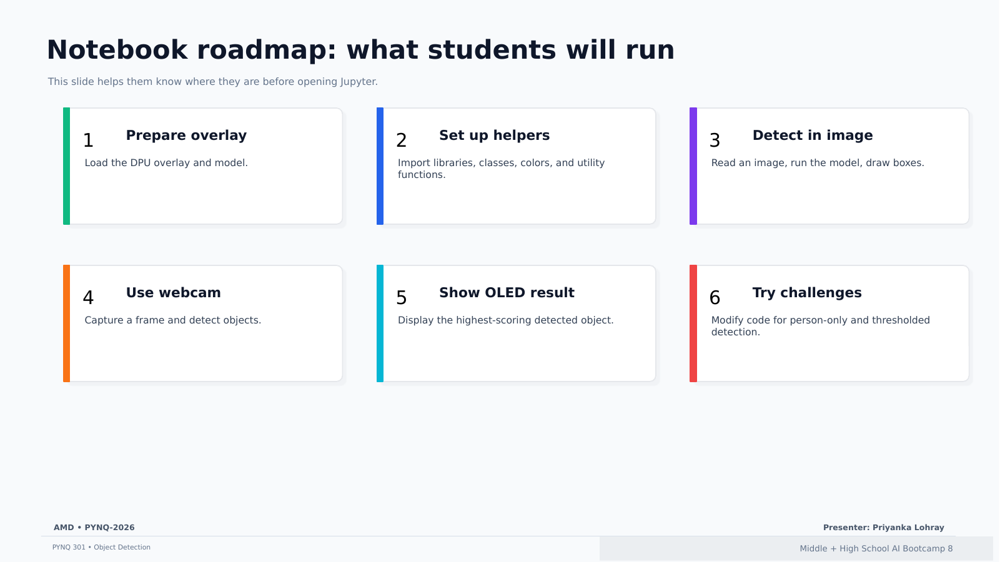 Notebook roadmap: what students will run
This slide helps them know where they are before opening Jupyter.
1 Prepare overlay
Load the DPU overlay and model.
2 Set up helpers
Import libraries, classes, colors, and utility
functions.
3 Detect in image
Read an image, run the model, draw boxes.
4 Use webcam
Capture a frame and detect objects.
5 Show OLED result
Display the highest-scoring detected object.
6 Try challenges
Modify code for person-only and thresholded
detection.
AMD • PYNQ-2026
Presenter: Priyanka Lohray
PYNQ 301 • Object Detection
Middle + High School AI Bootcamp 8